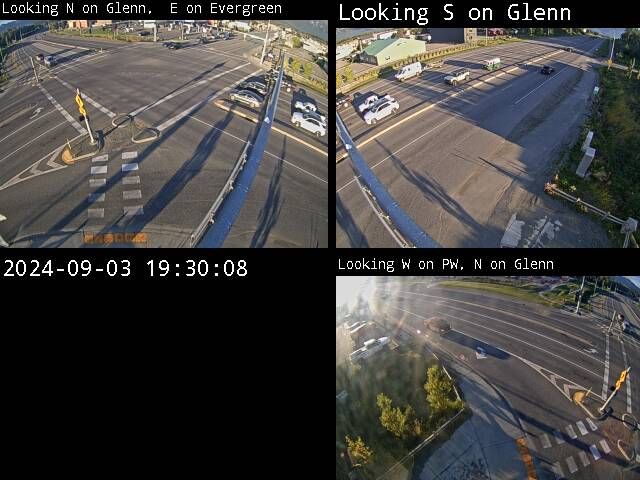 Looking N on Glenn, E on Evergreen
Looking S on Glenn
2024-09-03 19:30:08
Looking W on PW, N on Glenn